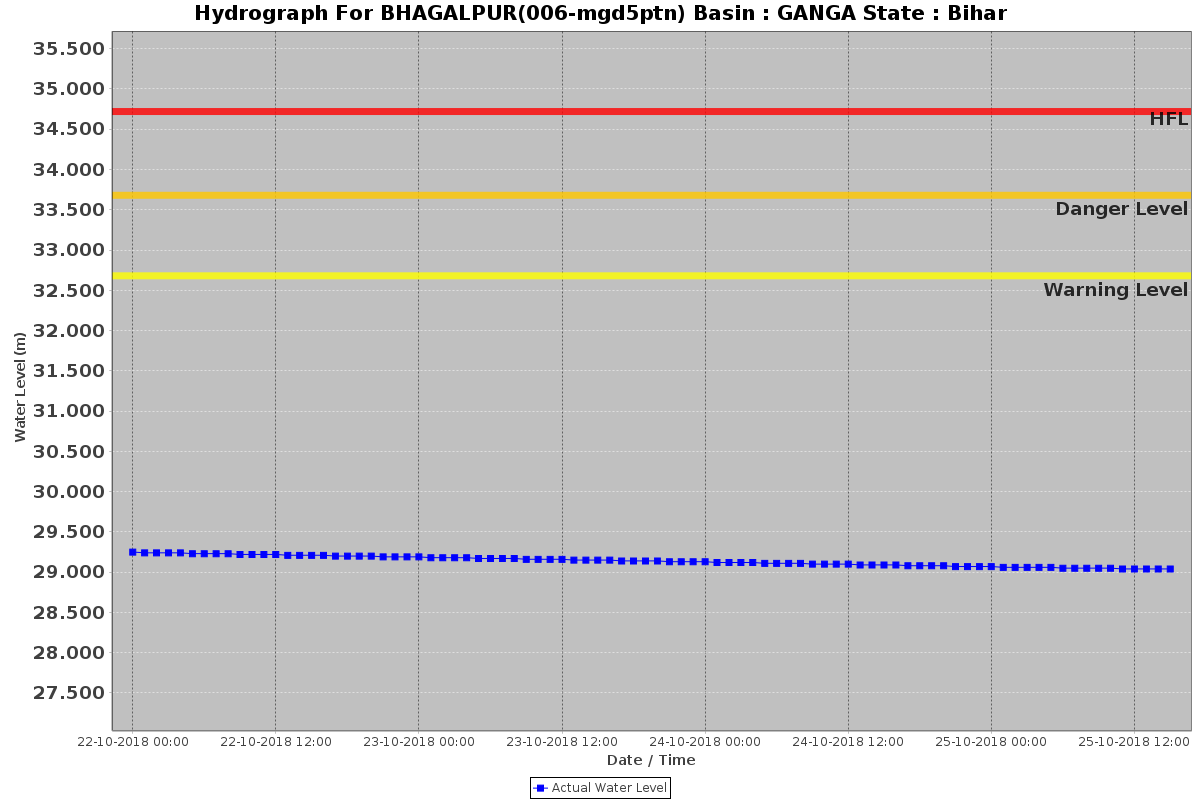 Hydrograph For BHAGALPUR(006-mgd5ptn) Basin : GANGA State : Bihar
35.500
35.000
HFL
34.500
34.000
33.500
Danger Level
33.000
32.500
Warning Level
32.000
31.500
31.000
30.500
30.000
29.500
29.000
28.500
28.000
27.500
Water Level (m)
22-10-2018 00:00 22-10-2018 12:00 23-10-2018 00:00 23-10-2018 12:00 24-10-2018 00:00 24-10-2018 12:00 25-10-2018 00:00 25-10-2018 12:00
Date / Time
Actual Water Level